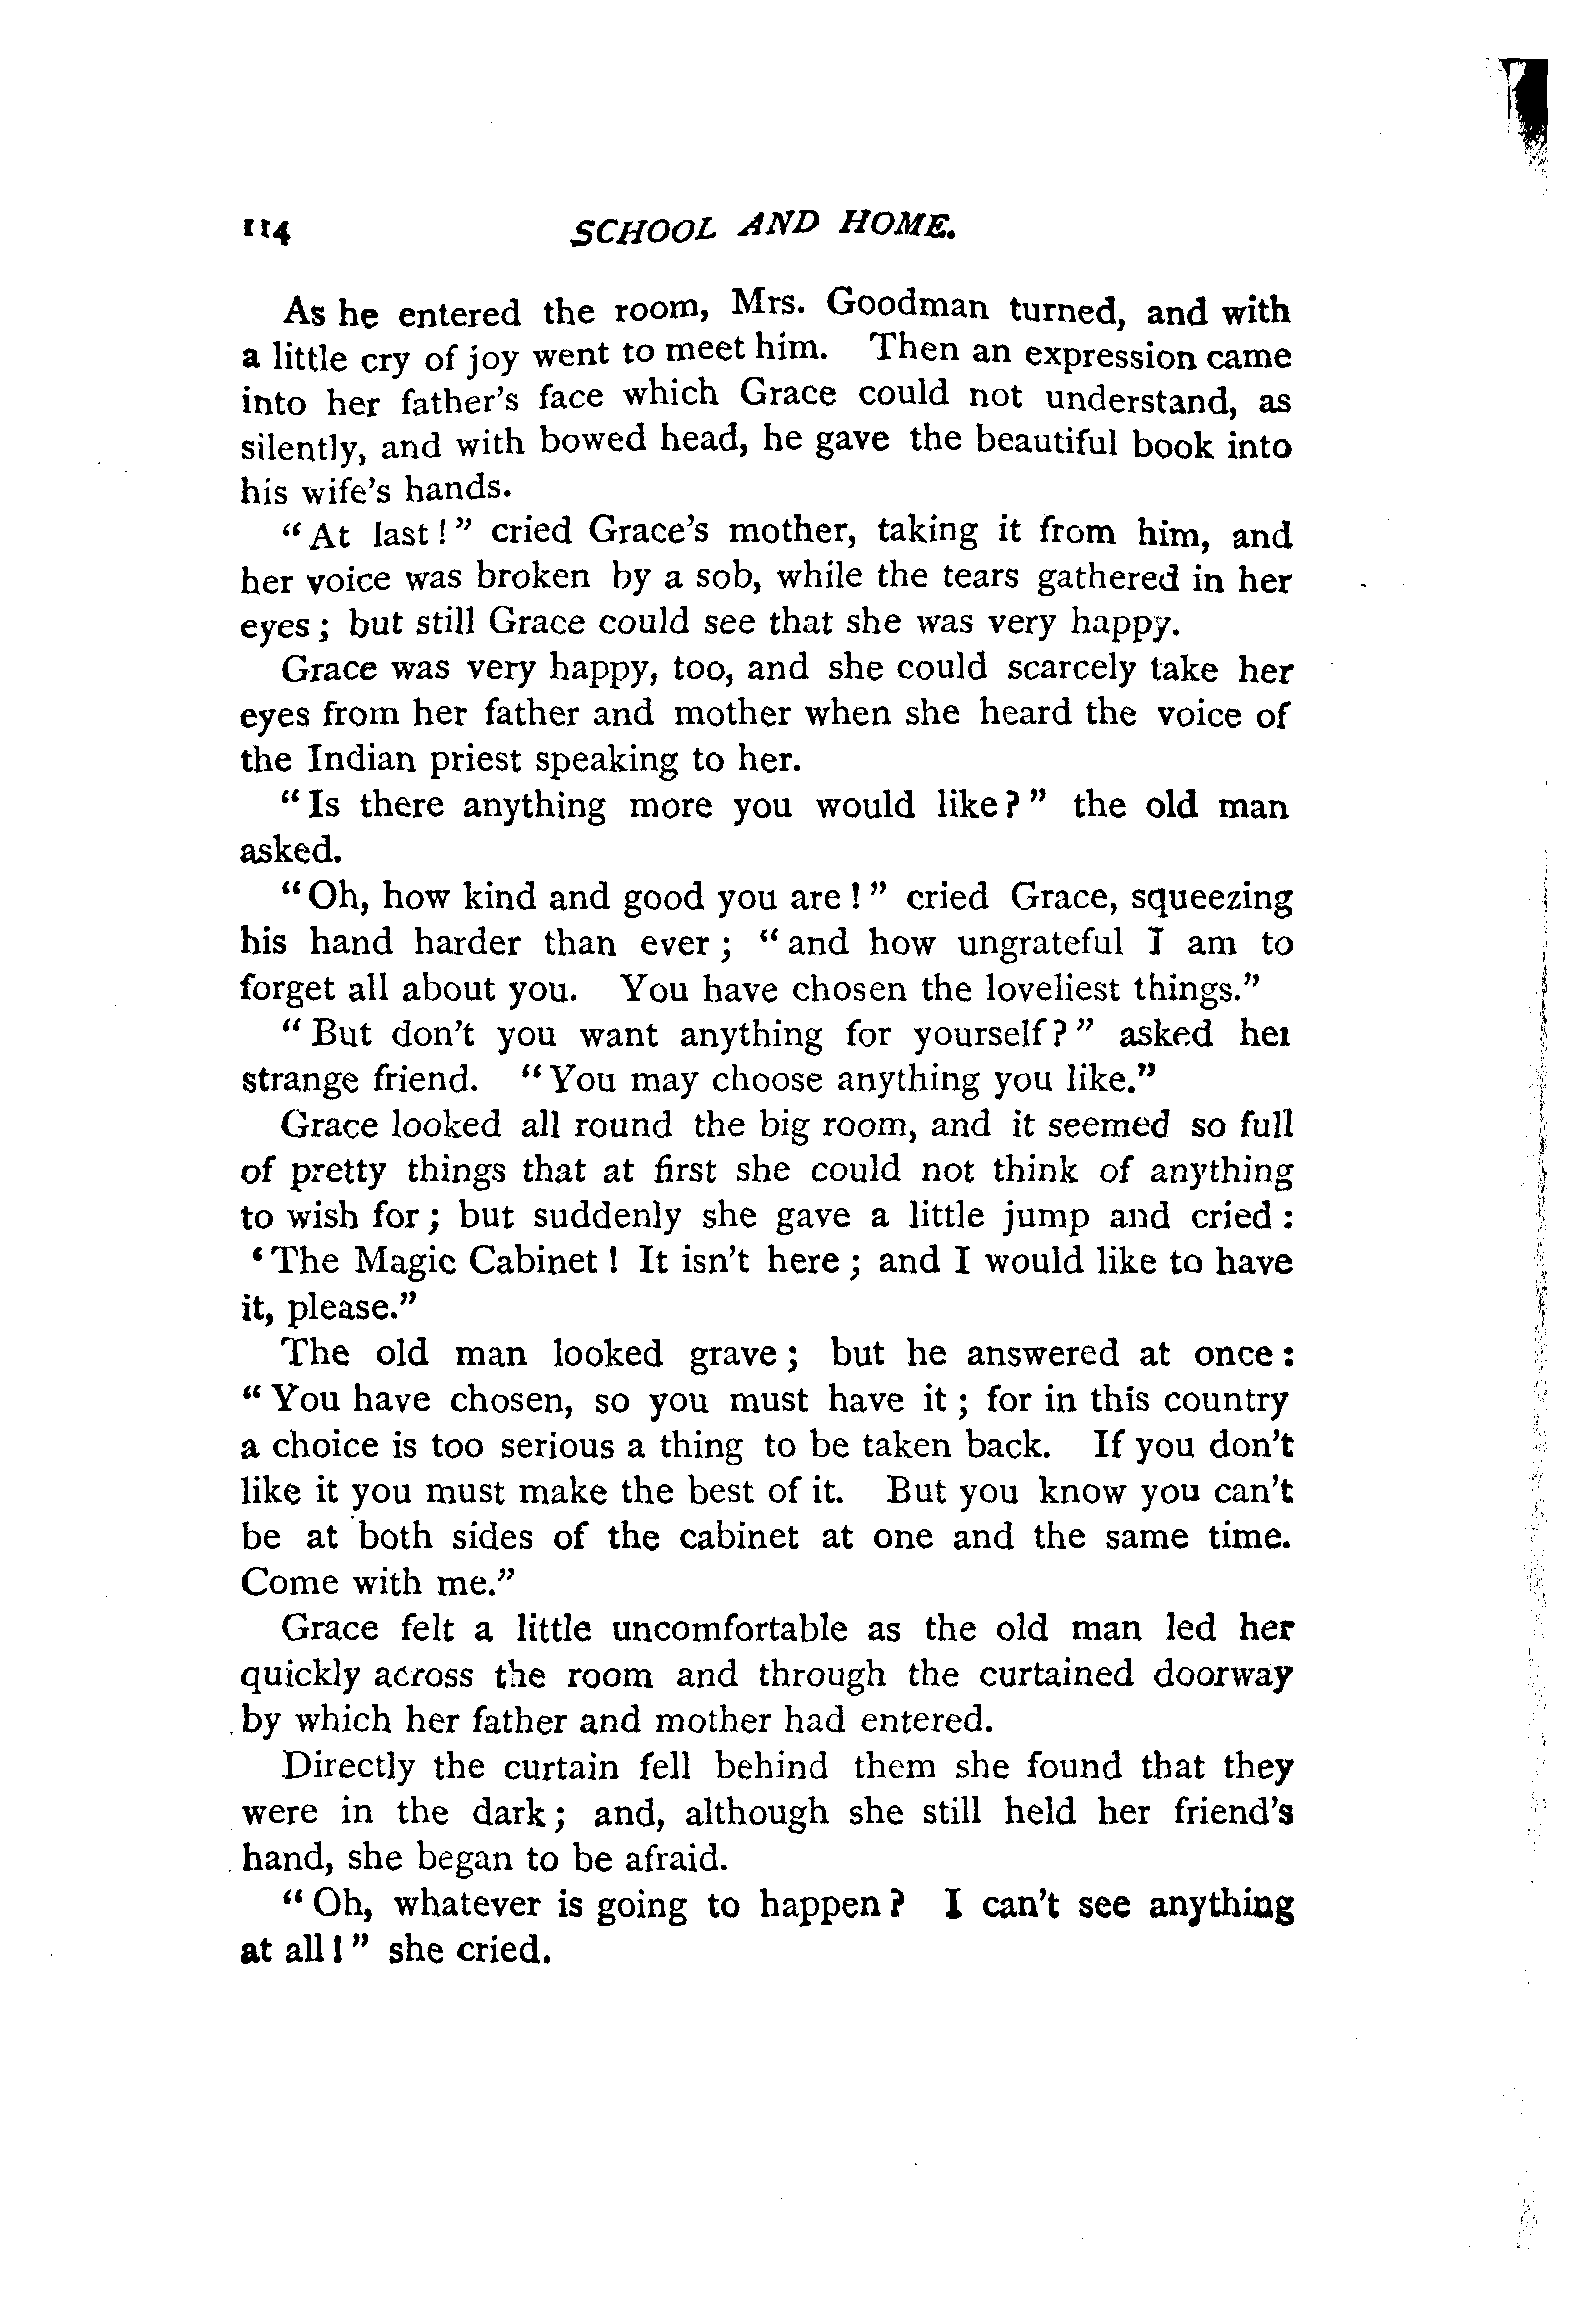 114 SCHOOL AND HOME.
As he entered the room, Mrs. Goodman turned, and with
a little cry of joy went to meet him. Then an expression came
into her father's face which Grace could not understand, as
silently, and with bowed head, he gave the beautiful book into
his wife's hands.
"At last!" cried Grace's mother, taking it from him, and
her voice was broken by a sob, while the tears gathered in her
eyes; but still Grace could see that she was very happy.
Grace was very happy, too, and she could scarcely take her
eyes from her father and mother when she heard the voice of
the Indian priest speaking to her.
"Is there anything more you would like?" the old man
asked.
"Oh, how kind and good you are!" cried Grace, squeezing
his hand harder than ever; "and how ungrateful I am to
forget all about you. You have chosen the loveliest things."
"But don't you want anything for yourself?" asked her
strange friend. "You may choose anything you like."
Grace looked all round the big room, and it seemed so full
of pretty things that at first she could not think of anything
to wish for; but suddenly she gave a little jump and cried:
'The Magic Cabinet! It isn't here; and I would like to have
it, please."
The old man looked grave; but he answered at once:
"You have chosen, so you must have it; for in this country
a choice is too serious a thing to be taken back. If you don't
like it you must make the best of it. But you know you can't
be at both sides of the cabinet at one and the same time.
Come with me."
Grace felt a little uncomfortable as the old man led her
quickly across the room and through the curtained doorway
by which her father and mother had entered.
Directly the curtain fell behind them she found that they
were in the dark; and, although she still held her friend's
hand, she began to be afraid.
"Oh, whatever is going to happen? I can't see anything
at all!" she cried.